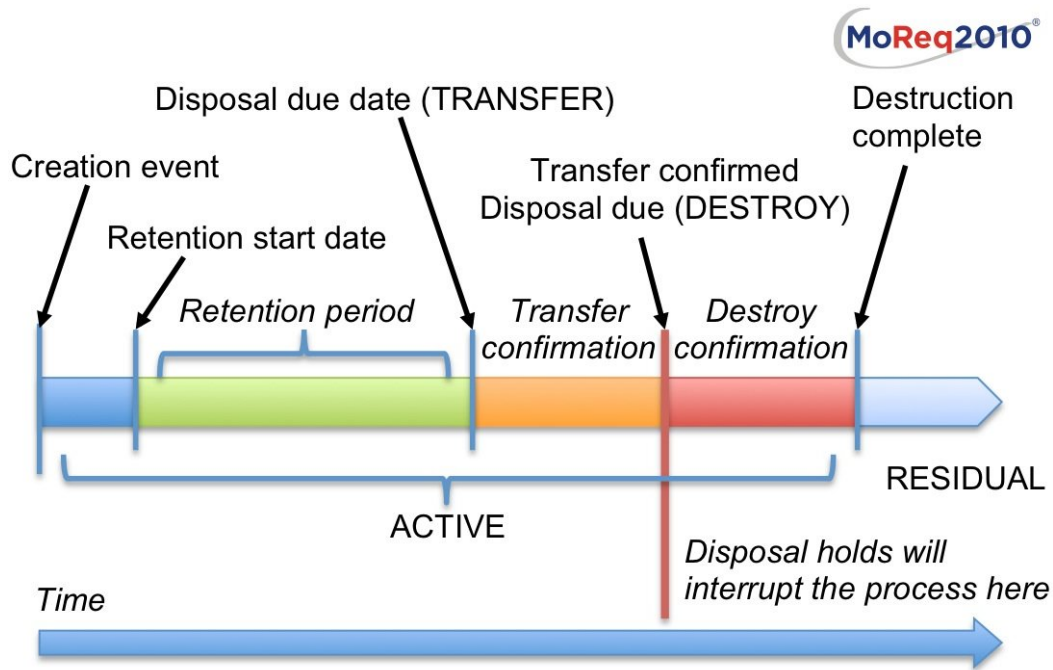 MoReq2010®
Disposal due date (TRANSFER)
Destruction
complete
Creation event
Transfer confirmed
Disposal due (DESTROY)
Retention start date
Retention period
Transfer
confirmation
Destroy
confirmation
RESIDUAL
ACTIVE
Disposal holds will
interrupt the process here
Time